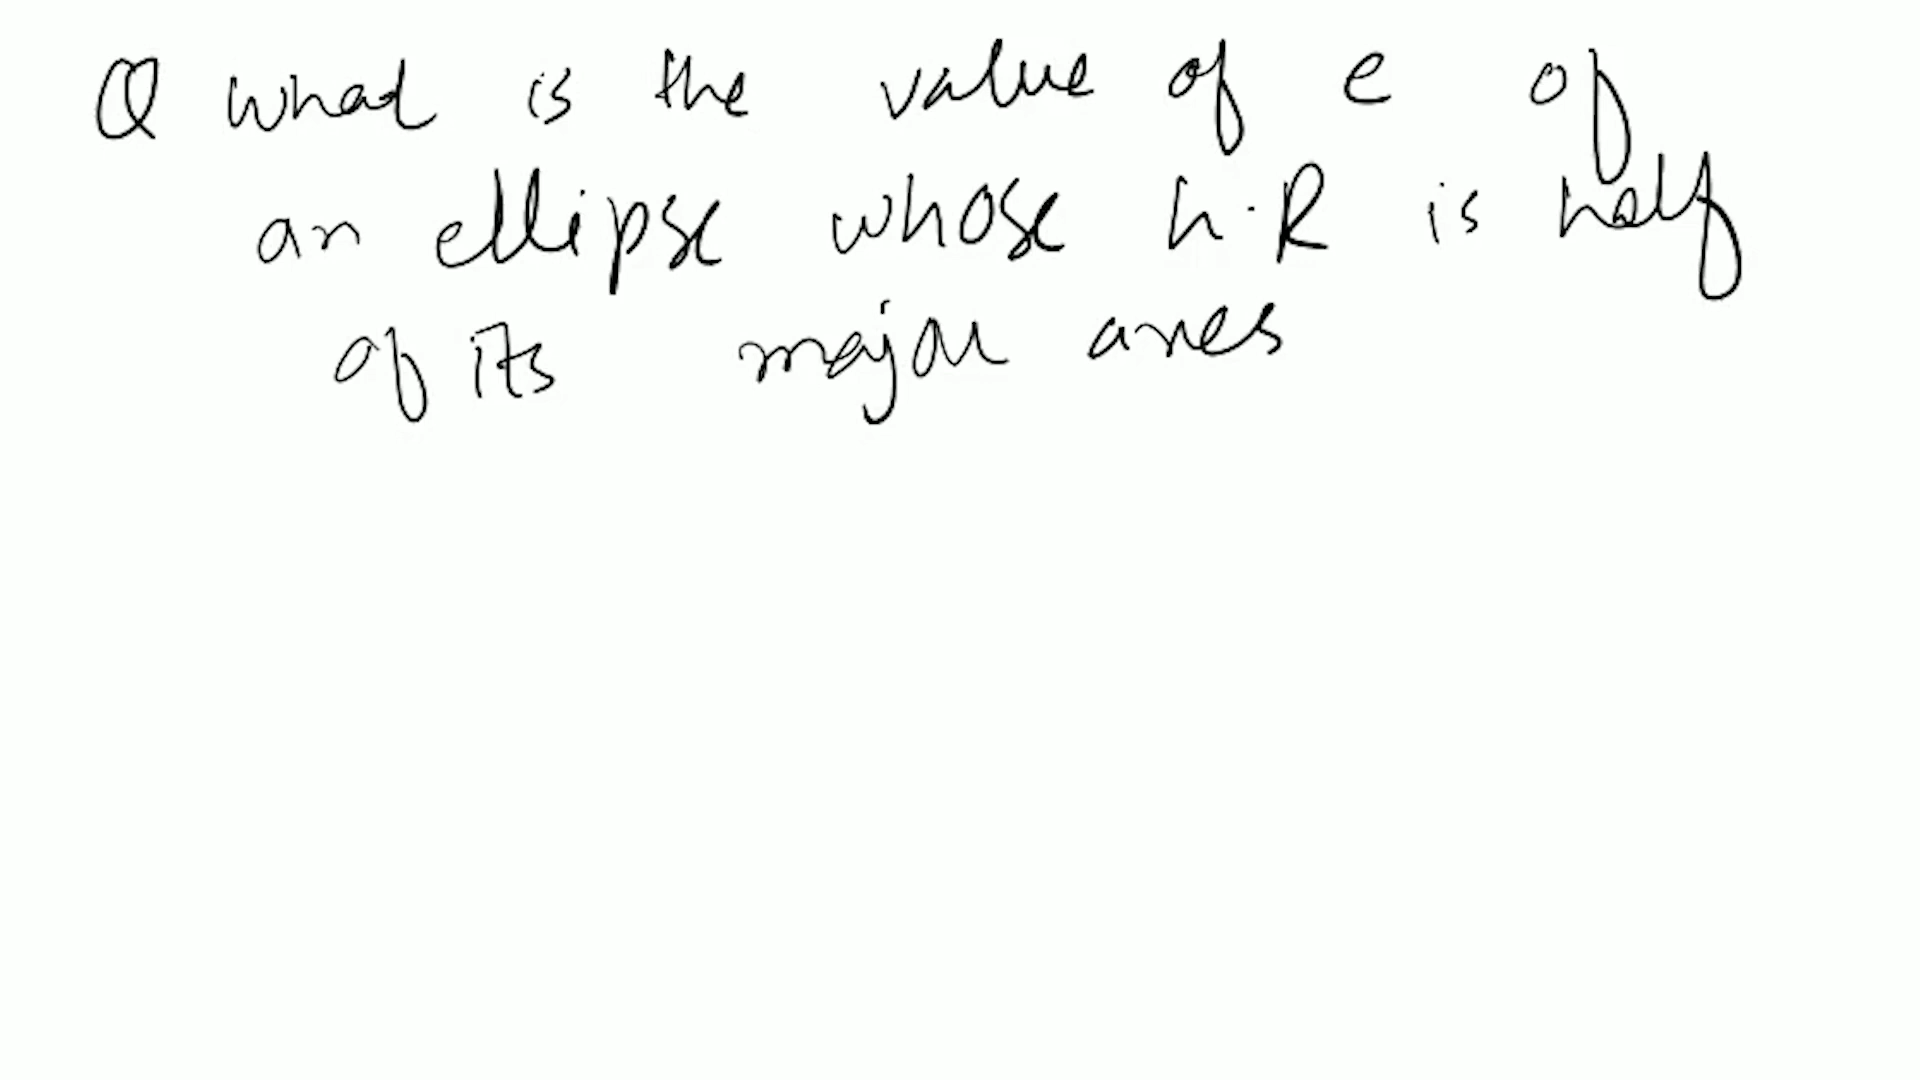 Q what is the value of e of
an ellipse whose h.R is half
of its major axes